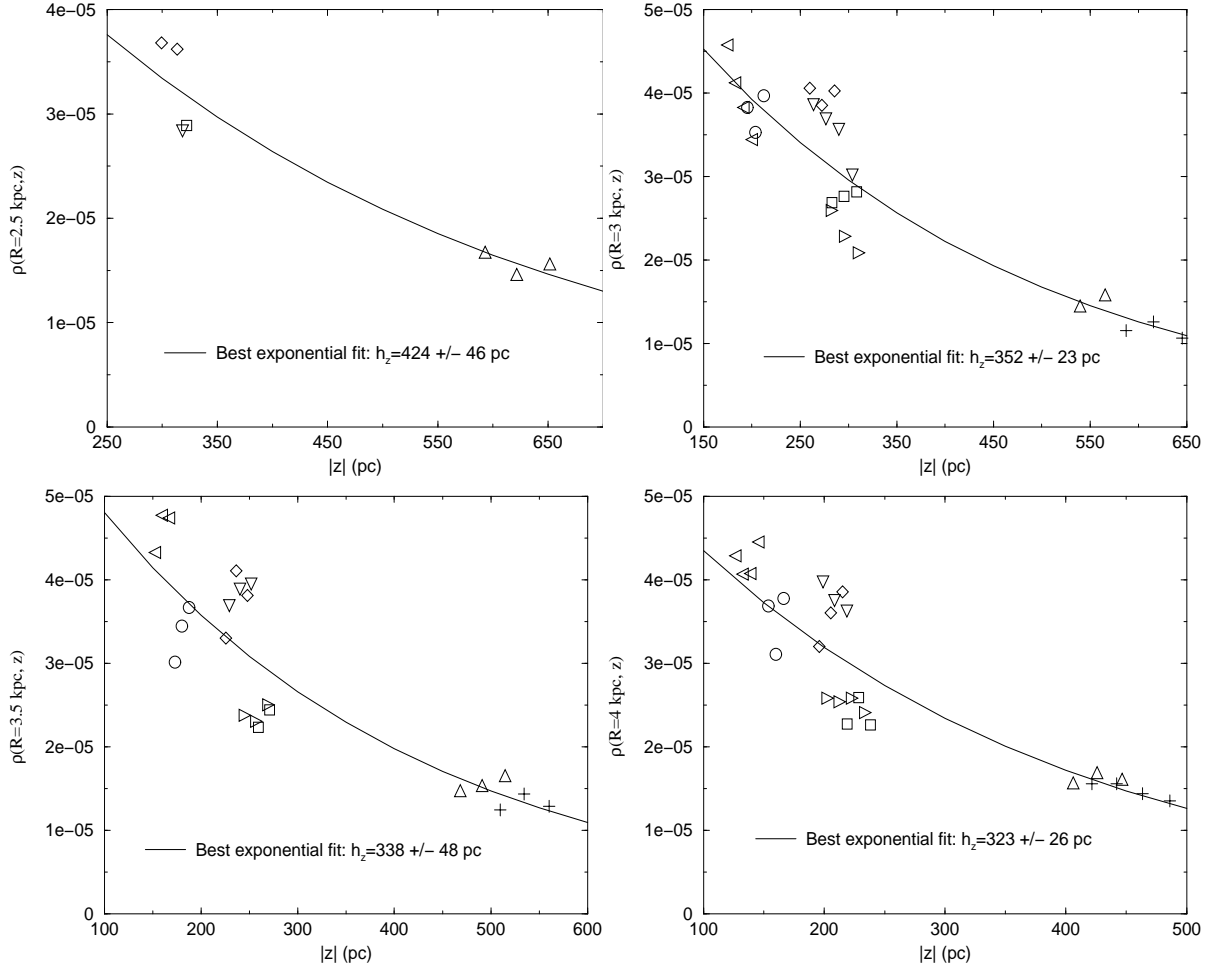 4e−05
3e−05
2e−05
1e−05
0
ρ(R=2.5 kpc,z)
Best exponential fit: hz=424 +/− 46 pc
250
350
450
550
650
|z| (pc)
5e−05
4e−05
3e−05
2e−05
1e−05
0
ρ(R=3 kpc, z)
Best exponential fit: hz=352 +/− 23 pc
150
250
350
450
550
650
|z| (pc)
5e−05
4e−05
3e−05
2e−05
1e−05
0
ρ(R=3.5 kpc, z)
Best exponential fit: hz=338 +/− 48 pc
100
200
300
400
500
600
|z| (pc)
5e−05
4e−05
3e−05
2e−05
1e−05
0
ρ(R=4 kpc, z)
Best exponential fit: hz=323 +/− 26 pc
100
200
300
400
500
|z| (pc)